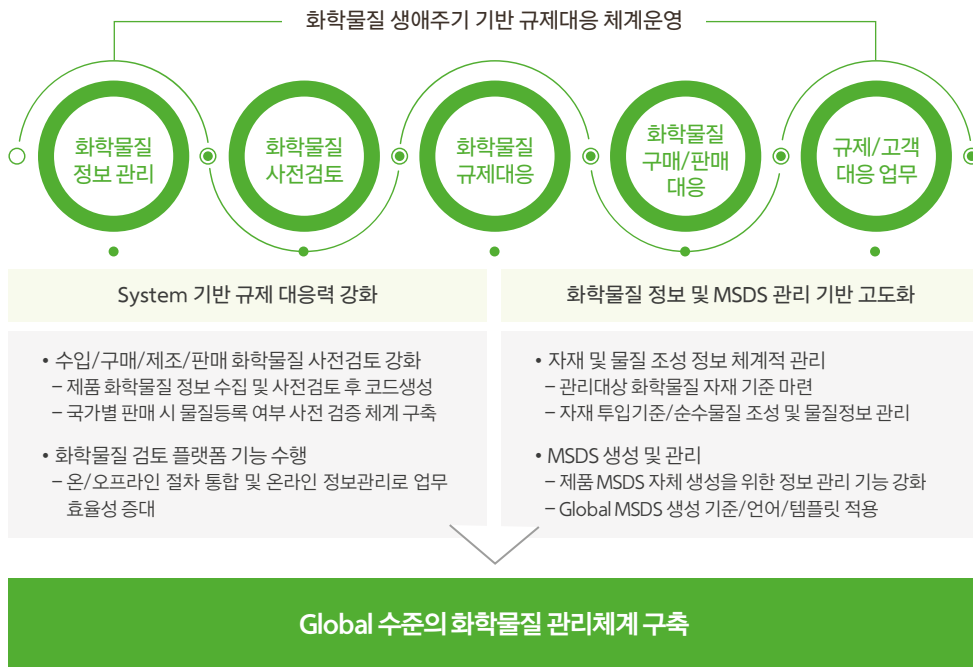 화학물질 생애주기 기반 규제대응 체계운영
화학물질
정보 관리
화학물질
사전검토
화학물질
규제대응
화학물질
구매/판매
대응
규제/고객
대응 업무
System 기반 규제 대응력 강화
• 수입/구매/제조/판매 화학물질 사전검토 강화
– 제품 화학물질 정보 수집 및 사전검토 후 코드생성
– 국가별 판매 시 물질등록 여부 사전 검증 체계 구축
• 화학물질 검토 플랫폼 기능 수행
– 온/오프라인 절차 통합 및 온라인 정보관리로 업무
효율성 증대
화학물질 정보 및 MSDS 관리 기반 고도화
• 자재 및 물질 조성 정보 체계적 관리
– 관리대상 화학물질 자재 기준 마련
– 자재 투입기준/순수물질 조성 및 물질정보 관리
• MSDS 생성 및 관리
– 제품 MSDS 자체 생성을 위한 정보 관리 기능 강화
– Global MSDS 생성 기준/언어/템플릿 적용
Global 수준의 화학물질 관리체계 구축